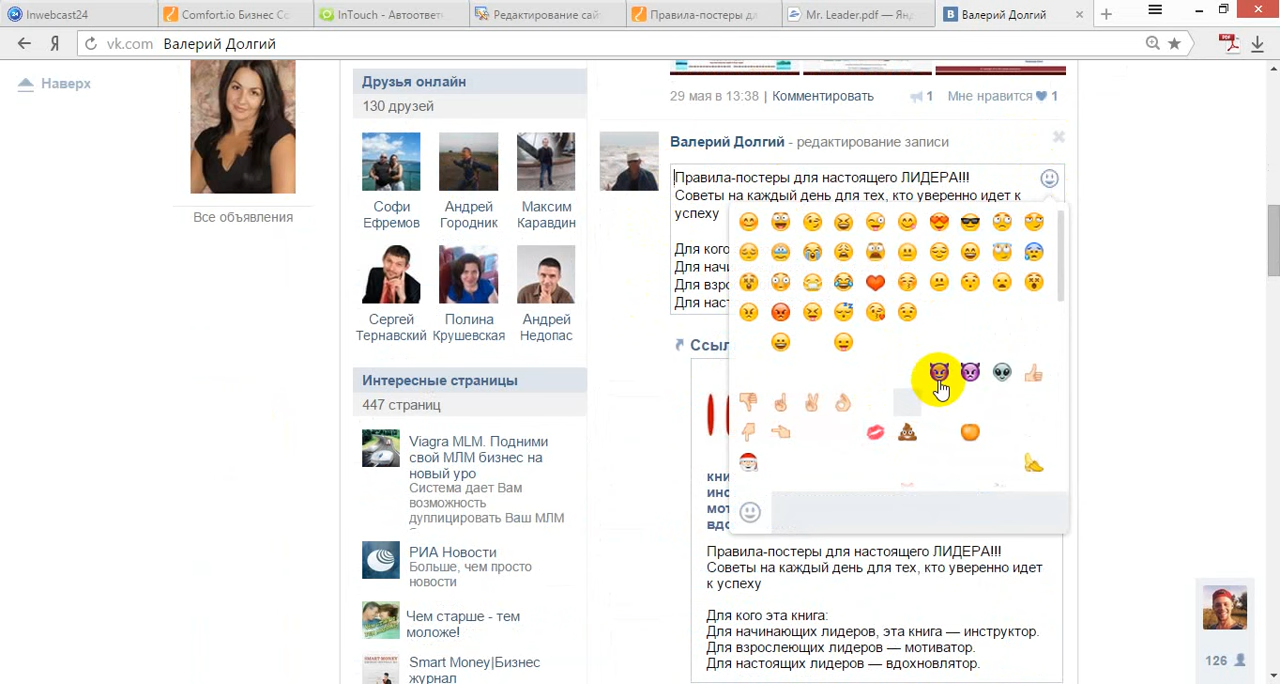 Inwebcast24
Comfort.io Бизнес Со
InTouch - Автоответ
Редактирование сай
Правила-постеры д
Mr. Leader.pdf — Ян
Валерий Долгий
Я
vk.com Валерий Долгий
Наверх
Все объявления
Друзья онлайн
130 друзей
Софи Ефремов
Андрей Городник
Максим Каравдин
Сергей Тернавский
Полина Крушевская
Андрей Недопас
Интересные страницы
447 страниц
Viagra MLM. Подними
свой МЛМ бизнес на
новый уро
Система дает Вам
возможность
дуплицировать Ваш МЛМ
РИА Новости
Больше, чем просто
новости
Чем старше - тем
моложе!
Smart Money|Бизнес
журнал
29 мая в 13:38 | Комментировать
1 Мне нравится 1
Валерий Долгий - редактирование записи
Правила-постеры для настоящего ЛИДЕРА!!!
Советы на каждый день для тех, кто уверенно идет к
успеху
Для кого
Для начи
Для взро
Для наст
Ссыл
кни
инс
мот
вдо
Правила-постеры для настоящего ЛИДЕРА!!!
Советы на каждый день для тех, кто уверенно идет
к успеху
Для кого эта книга:
Для начинающих лидеров, эта книга — инструктор.
Для взрослеющих лидеров — мотиватор.
Для настоящих лидеров — вдохновлятор.
126